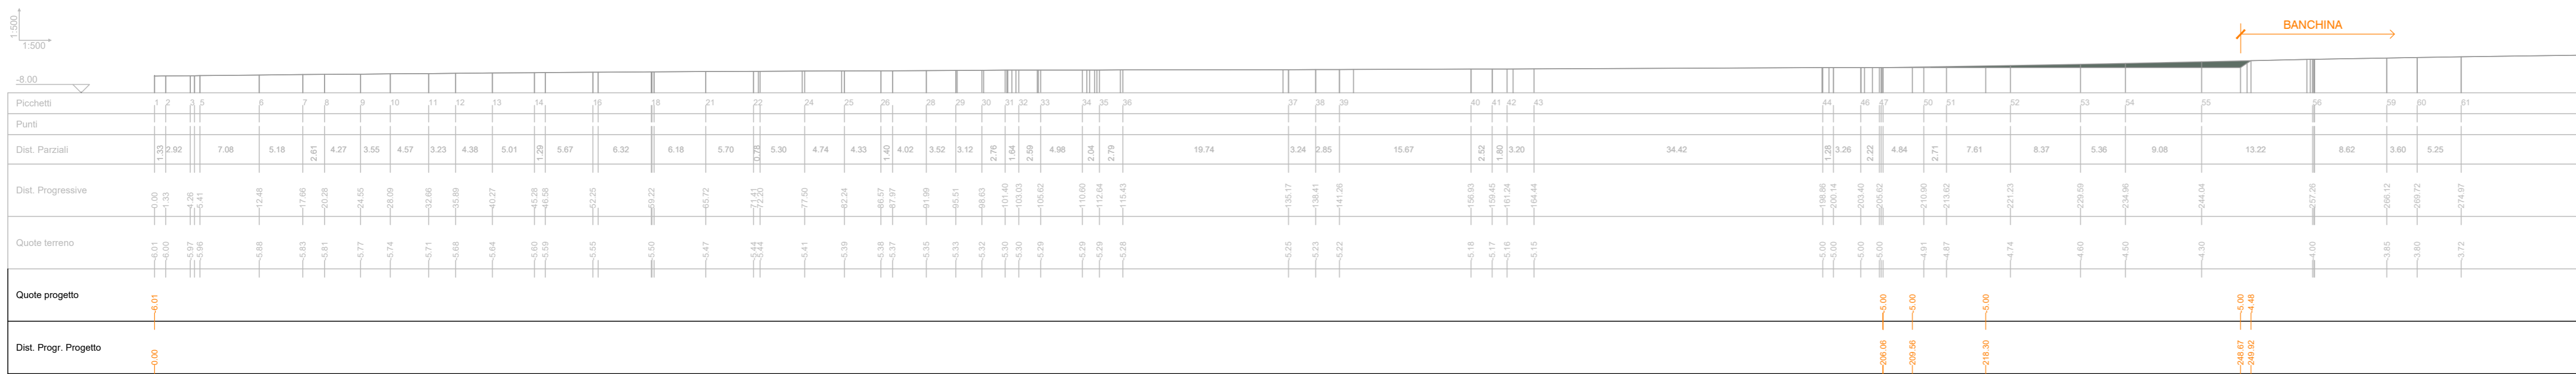 1:500
1:500
BANCHINA
-8.00
Picchetti 1 2 3 5 6 7 8 9 10 11 12 13 14 16 18 21 22 24 25 26 28 29 30 31 32 33 34 35 36 37 38 39 40 41 42 43 44 46 47 50 51 52 53 54 55 56 59 60 61
Punti
Dist. Parziali 1.33 2.92 7.08 5.18 2.61 4.27 3.55 4.57 3.23 4.38 5.01 1.29 5.67 6.32 6.18 5.70 0.78 5.30 4.74 4.33 1.40 4.02 3.52 3.12 2.76 1.64 2.59 4.98 2.04 2.79 19.74 3.24 2.85 15.67 2.52 1.80 3.20 34.42 1.28 3.26 2.22 4.84 2.71 7.61 8.37 5.36 9.08 13.22 8.62 3.60 5.25
Dist. Progressive -0.00 -1.33 -4.26 -5.41 -12.48 -17.66 -20.28 -24.55 -28.09 -32.66 -35.89 -40.27 -45.28 -46.58 -52.25 -59.22 -65.72 -71.41 -72.20 -77.50 -82.24 -86.57 -87.97 -91.99 -95.51 -98.63 -101.40 -103.03 -105.62 -110.60 -112.64 -115.43 -135.17 -138.41 -141.26 -156.93 -159.45 -161.24 -164.44 -198.86 -200.14 -203.40 -205.62 -210.90 -213.62 -221.23 -229.59 -234.96 -244.04 -257.26 -266.12 -269.72 -274.97
Quote terreno -6.01 -6.00 -5.97 -5.96 -5.88 -5.83 -5.81 -5.77 -5.74 -5.71 -5.68 -5.64 -5.60 -5.59 -5.55 -5.50 -5.47 -5.44 -5.44 -5.41 -5.39 -5.38 -5.37 -5.35 -5.33 -5.32 -5.30 -5.30 -5.29 -5.29 -5.29 -5.28 -5.25 -5.23 -5.22 -5.18 -5.17 -5.16 -5.15 -5.00 -5.00 -5.00 -5.00 -4.91 -4.87 -4.74 -4.60 -4.50 -4.30 -4.00 -3.85 -3.80 -3.72
Quote progetto -6.01 -5.00 -5.00 -5.00 -5.00 -4.48
Dist. Progr. Progetto -0.00 -206.06 -209.56 -218.30 -248.67 -249.92